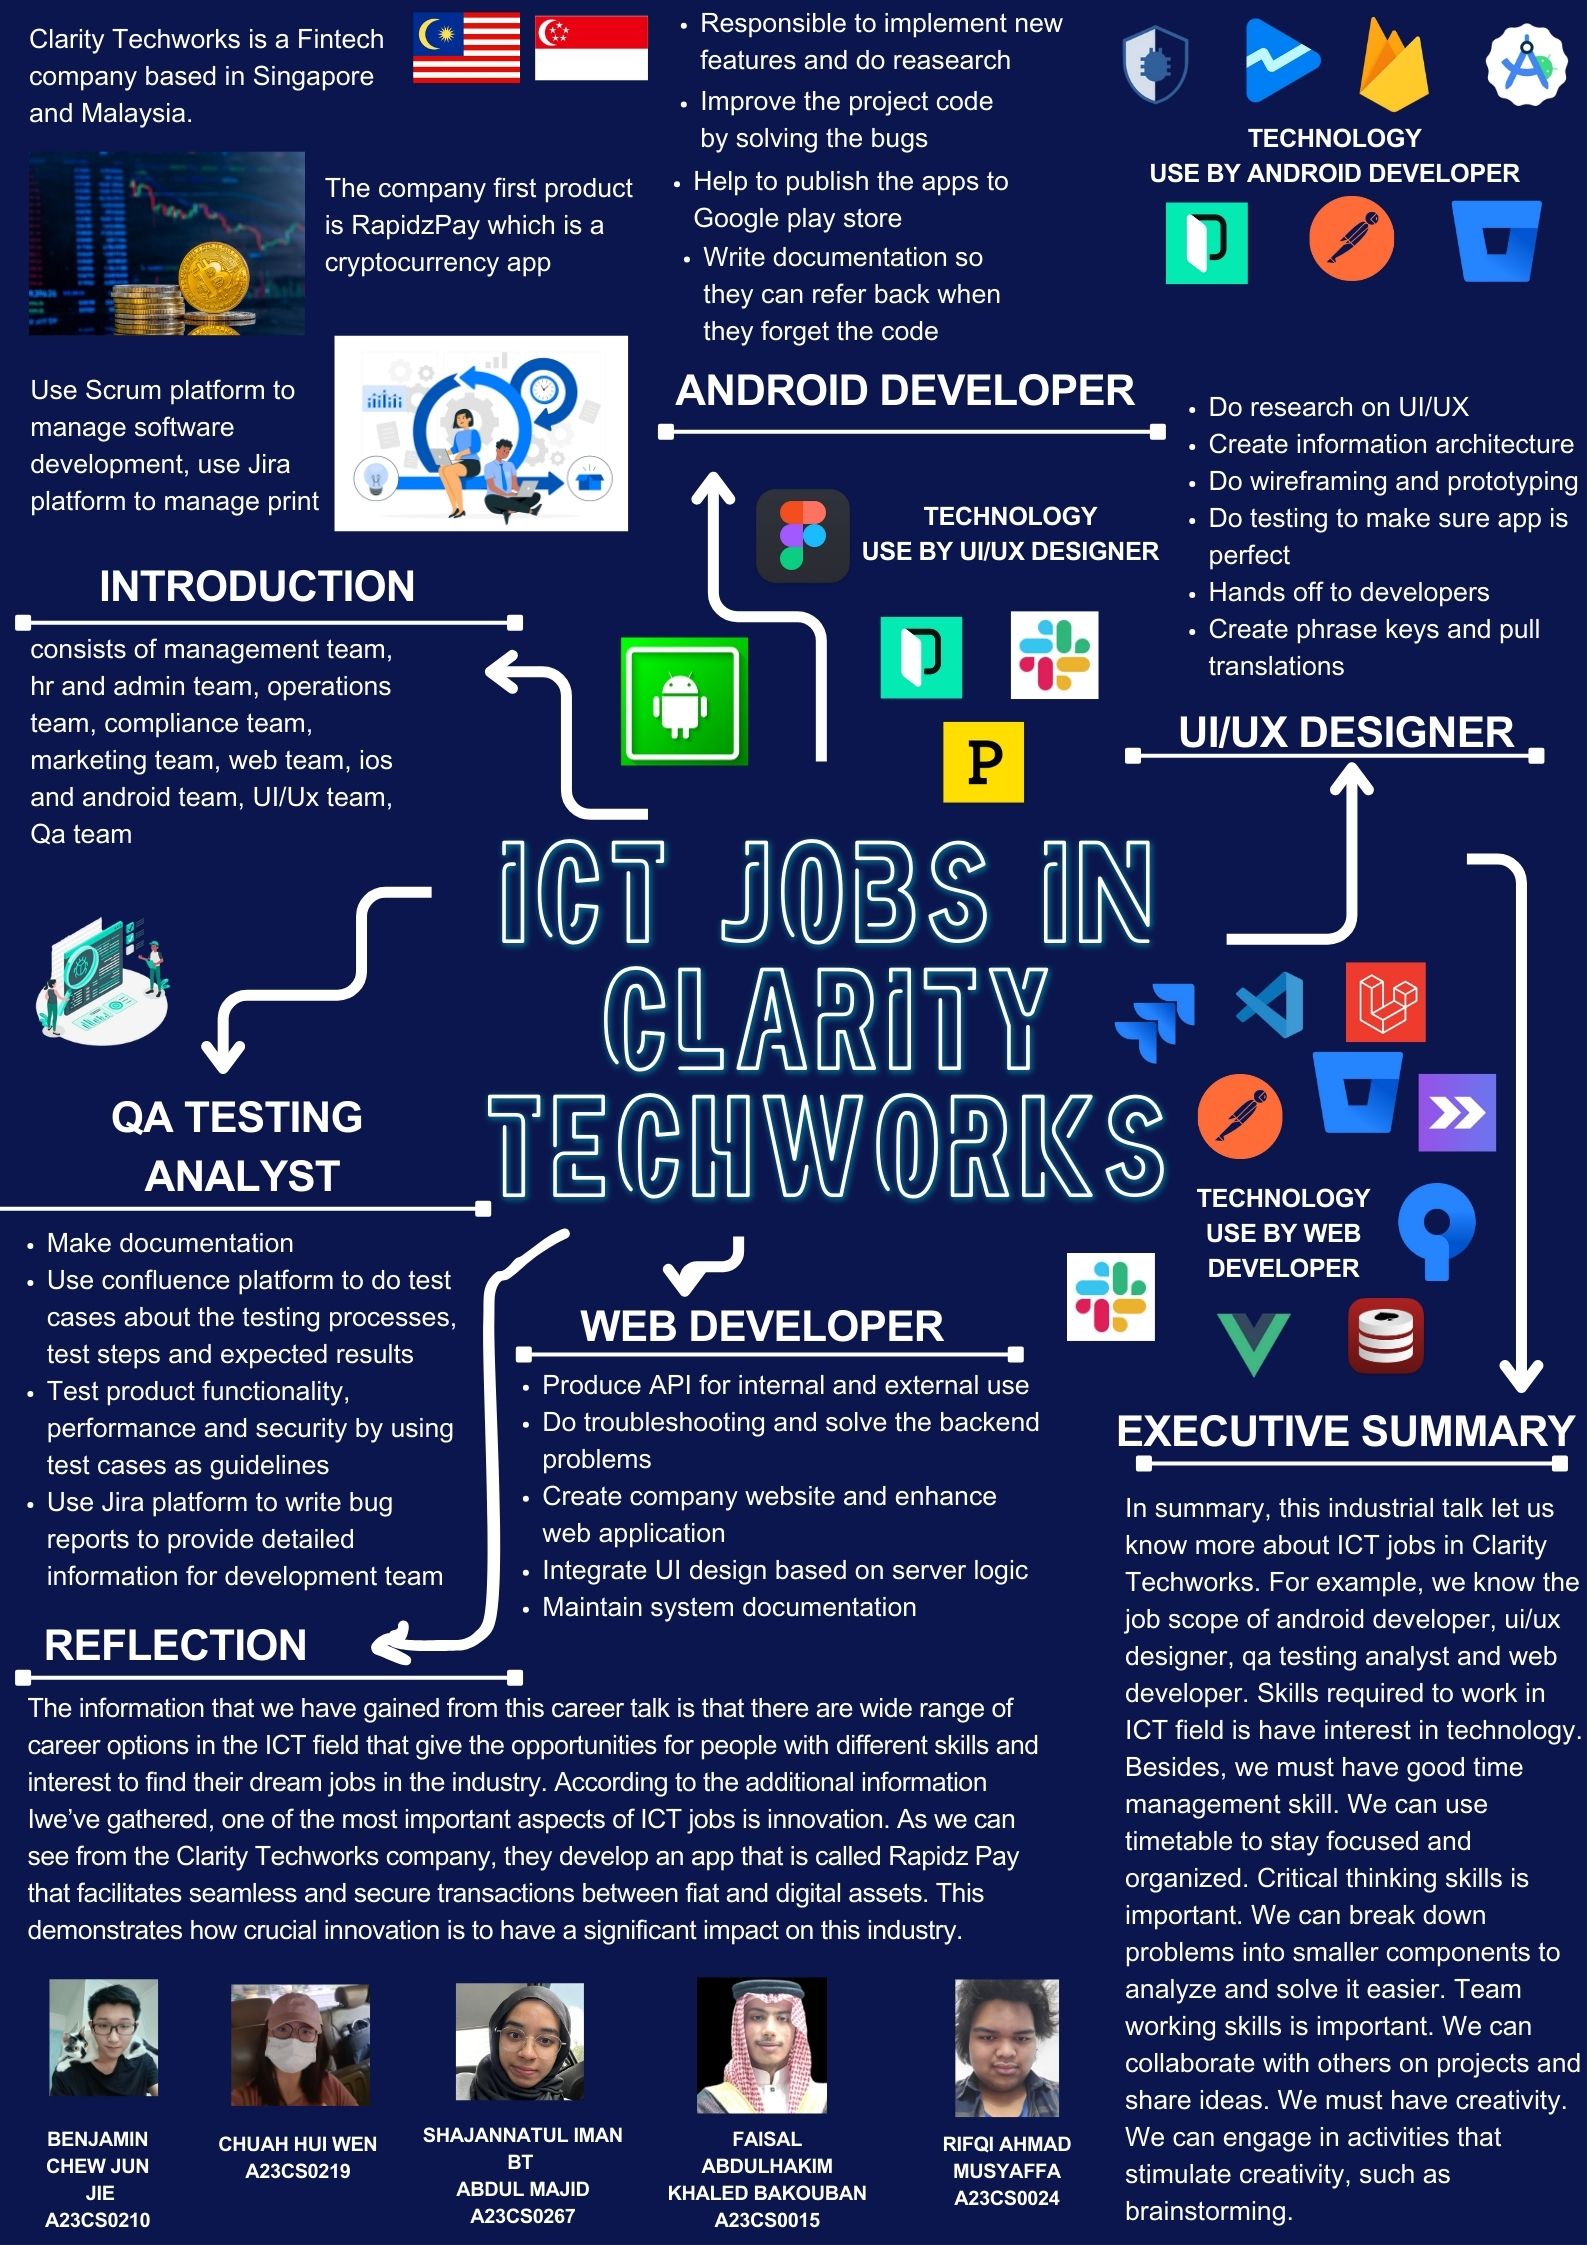 Clarity Techworks is a Fintech
company based in Singapore
and Malaysia.
The company first product
is RapidzPay which is a
cryptocurrency app
Use Scrum platform to
manage software
development, use Jira
platform to manage print
INTRODUCTION
consists of management team,
hr and admin team, operations
team, compliance team,
marketing team, web team, ios
and android team, UI/Ux team,
Qa team
• Responsible to implement new
features and do reasearch
• Improve the project code
by solving the bugs
• Help to publish the apps to
Google play store
• Write documentation so
they can refer back when
they forget the code
ANDROID DEVELOPER
TECHNOLOGY
USE BY ANDROID DEVELOPER
TECHNOLOGY
USE BY UI/UX DESIGNER
P
• Do research on UI/UX
• Create information architecture
• Do wireframing and prototyping
• Do testing to make sure app is
perfect
• Hands off to developers
• Create phrase keys and pull
translations
UI/UX DESIGNER
ICT JOBS IN
CLARITY
TECHWORKS
QA TESTING
ANALYST
• Make documentation
• Use confluence platform to do test
cases about the testing processes,
test steps and expected results
• Test product functionality,
performance and security by using
test cases as guidelines
• Use Jira platform to write bug
reports to provide detailed
information for development team
WEB DEVELOPER
• Produce API for internal and external use
• Do troubleshooting and solve the backend
problems
• Create company website and enhance
web application
• Integrate UI design based on server logic
• Maintain system documentation
TECHNOLOGY
USE BY WEB
DEVELOPER
EXECUTIVE SUMMARY
In summary, this industrial talk let us
know more about ICT jobs in Clarity
Techworks. For example, we know the
job scope of android developer, ui/ux
designer, qa testing analyst and web
developer. Skills required to work in
ICT field is have interest in technology.
Besides, we must have good time
management skill. We can use
timetable to stay focused and
organized. Critical thinking skills is
important. We can break down
problems into smaller components to
analyze and solve it easier. Team
working skills is important. We can
collaborate with others on projects and
share ideas. We must have creativity.
We can engage in activities that
stimulate creativity, such as
brainstorming.
REFLECTION
The information that we have gained from this career talk is that there are wide range of
career options in the ICT field that give the opportunities for people with different skills and
interest to find their dream jobs in the industry. According to the additional information
Iwe’ve gathered, one of the most important aspects of ICT jobs is innovation. As we can
see from the Clarity Techworks company, they develop an app that is called Rapidz Pay
that facilitates seamless and secure transactions between fiat and digital assets. This
demonstrates how crucial innovation is to have a significant impact on this industry.
BENJAMIN
CHEW JUN
JIE
A23CS0210
CHUAH HUI WEN
A23CS0219
SHAJANNATUL IMAN
BT
ABDUL MAJID
A23CS0267
FAISAL
ABDULHAKIM
KHALED BAKOUBAN
A23CS0015
RIFQI AHMAD
MUSYAFFA
A23CS0024